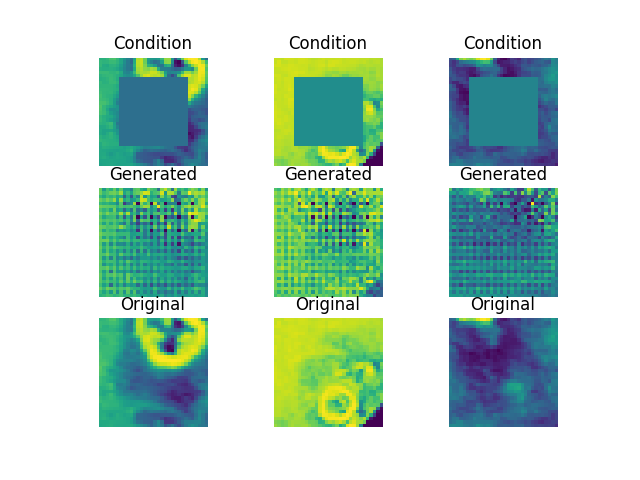 Condition Condition Condition
Generated Generated Generated
Original Original Original